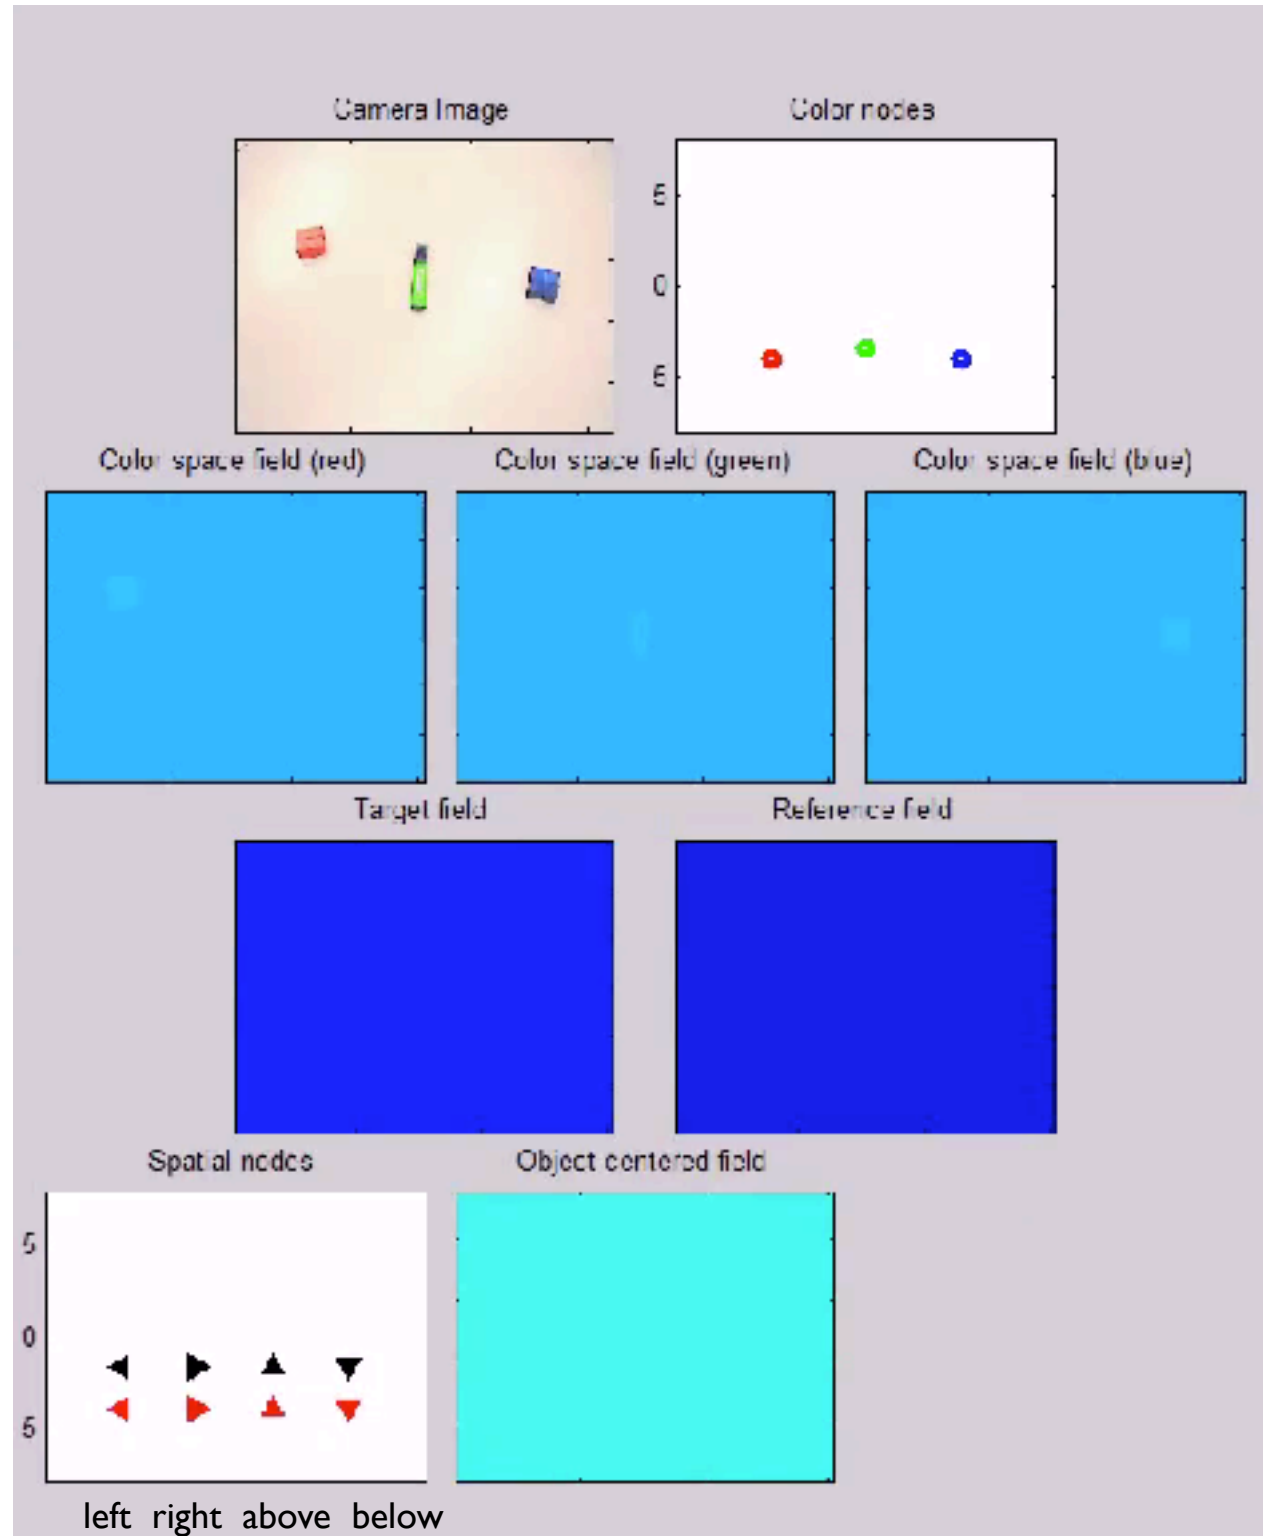 Camera Image Color nodes
5
0
5
Color space field (red) Color space field (green) Color space field (blue)
Target field Reference field
Spatial nodes Object centered field
5
0
5
left right above below